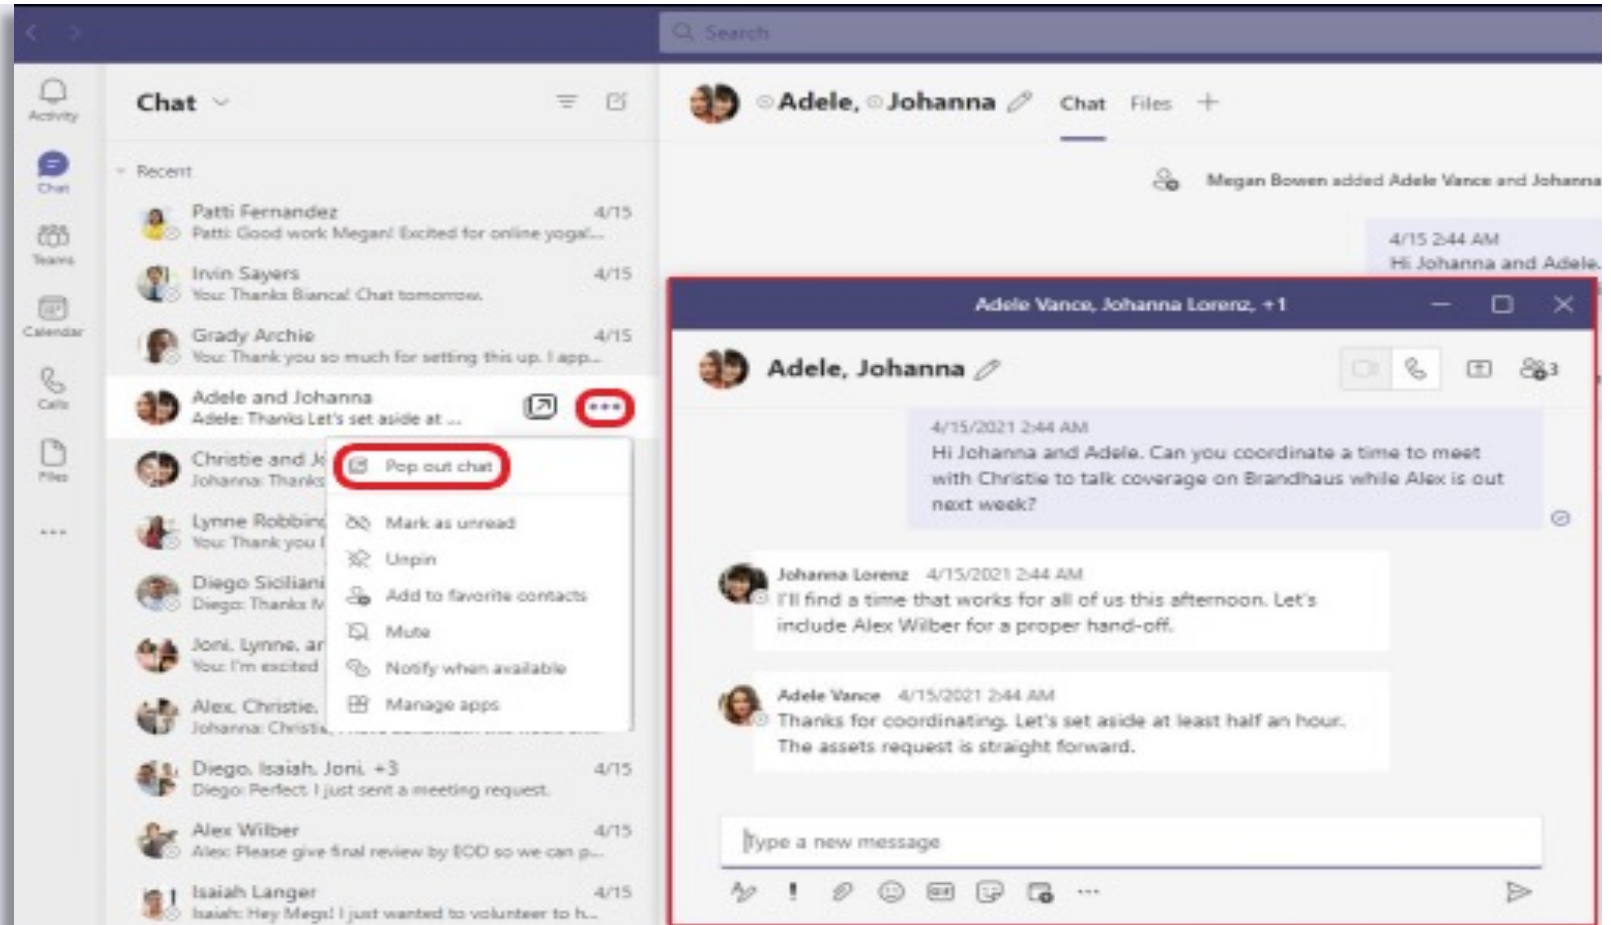 Search
Activity
Chat
Teams
Calendar
Calls
Files
Chat
Recent
Patti Fernandez 4/15
Patti: Good work Megan! Excited for online yoga!...
Irvin Sayers 4/15
You: Thanks Bianca! Chat tomorrow.
Grady Archie 4/15
You: Thank you so much for setting this up. I app...
Adele and Johanna
Adele: Thanks Let's set aside at ...
Christie and
Johanna: Thanks
Lynne
You: Thank you
Diego Siciliani
Diego: Thanks
Joni, Lynne,
You: I'm excited
Alex, Christie,
Johanna:
Diego, Isaiah, Joni, +3 4/15
Diego: Perfect. I just sent a meeting request.
Alex Wilber 4/15
Alex: Please give final review by EOD so we can p...
Isaiah Langer 4/15
Isaiah: Hey Megs! I just wanted to volunteer to h...
Pop out chat
Mark as unread
Unpin
Add to favorite contacts
Mute
Notify when available
Manage apps
Adele, Johanna Chat Files
Megan Bowen added Adele Vance and Johanna
4/15 2:44 AM
Hi Johanna and Adele.
Adele Vance, Johanna Lorenz, +1
Adele, Johanna 3
4/15/2021 2:44 AM
Hi Johanna and Adele. Can you coordinate a time to meet
with Christie to talk coverage on Brandhaus while Alex is out
next week?
Johanna Lorenz 4/15/2021 2:44 AM
I'll find a time that works for all of us this afternoon. Let's
include Alex Wilber for a proper hand-off.
Adele Vance 4/15/2021 2:44 AM
Thanks for coordinating. Let's set aside at least half an hour.
The assets request is straight forward.
Type a new message